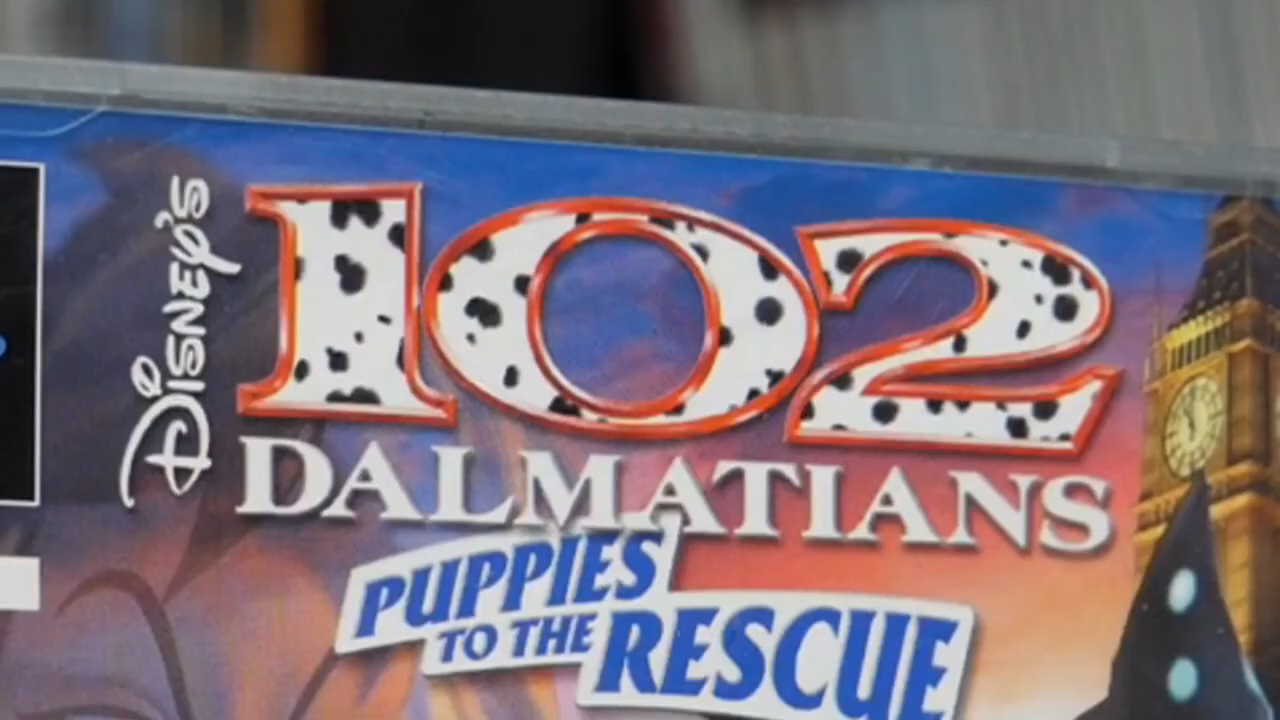 DISNEY'S
102
DALMATIANS
PUPPIES
TO THE RESCUE